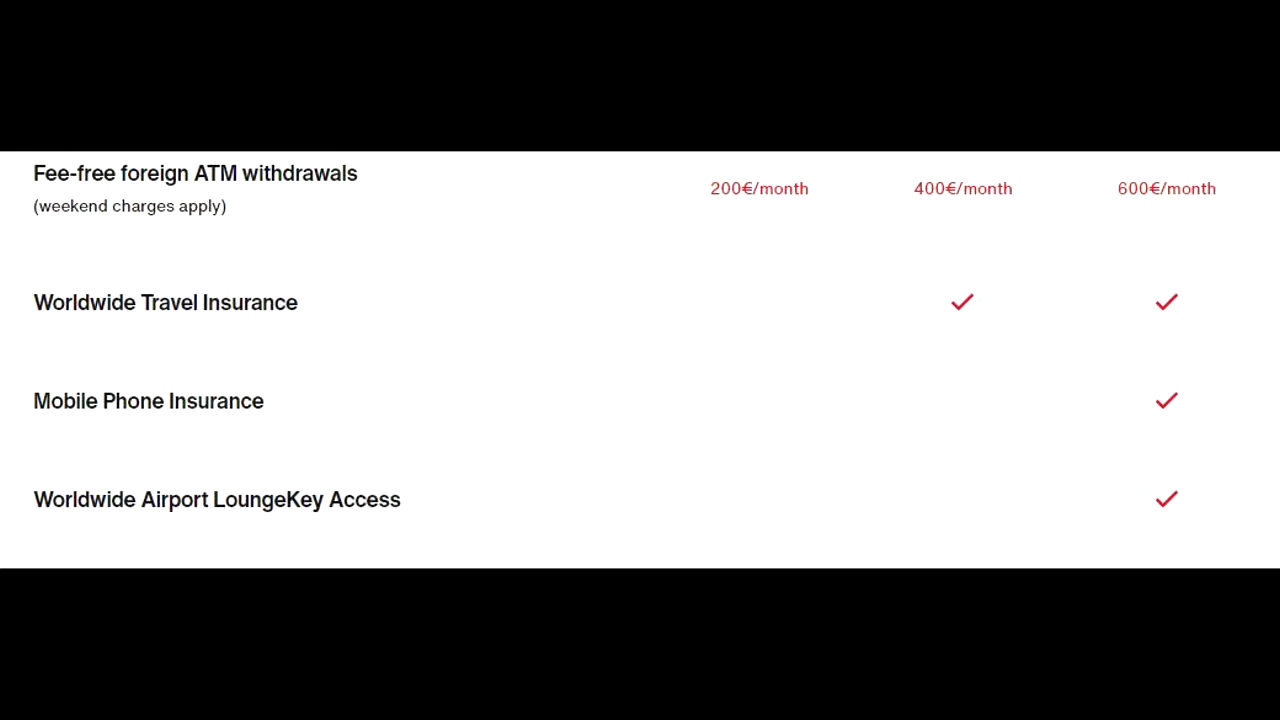 Fee-free foreign ATM withdrawals
(weekend charges apply)
200€/month 400€/month 600€/month
Worldwide Travel Insurance
Mobile Phone Insurance
Worldwide Airport LoungeKey Access